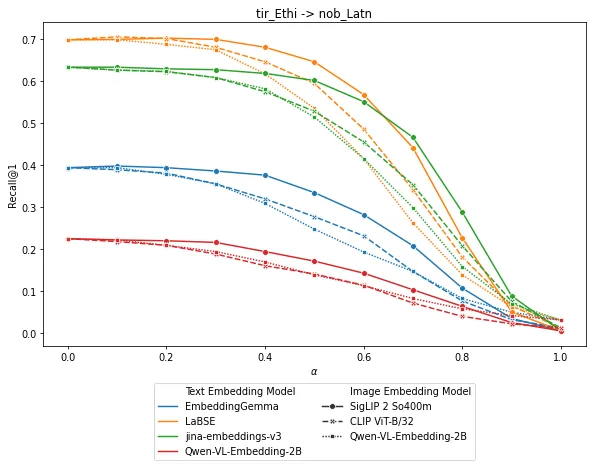 tir_Ethi -> nob_Latn
0.7
0.6
0.5
0.4
0.3
0.2
0.1
0.0
Recall@1
0.0 0.2 0.4 0.6 0.8 1.0
α
Text Embedding Model Image Embedding Model
EmbeddingGemma SigLIP 2 So400m
LaBSE CLIP ViT-B/32
jina-embeddings-v3 Qwen-VL-Embedding-2B
Qwen-VL-Embedding-2B